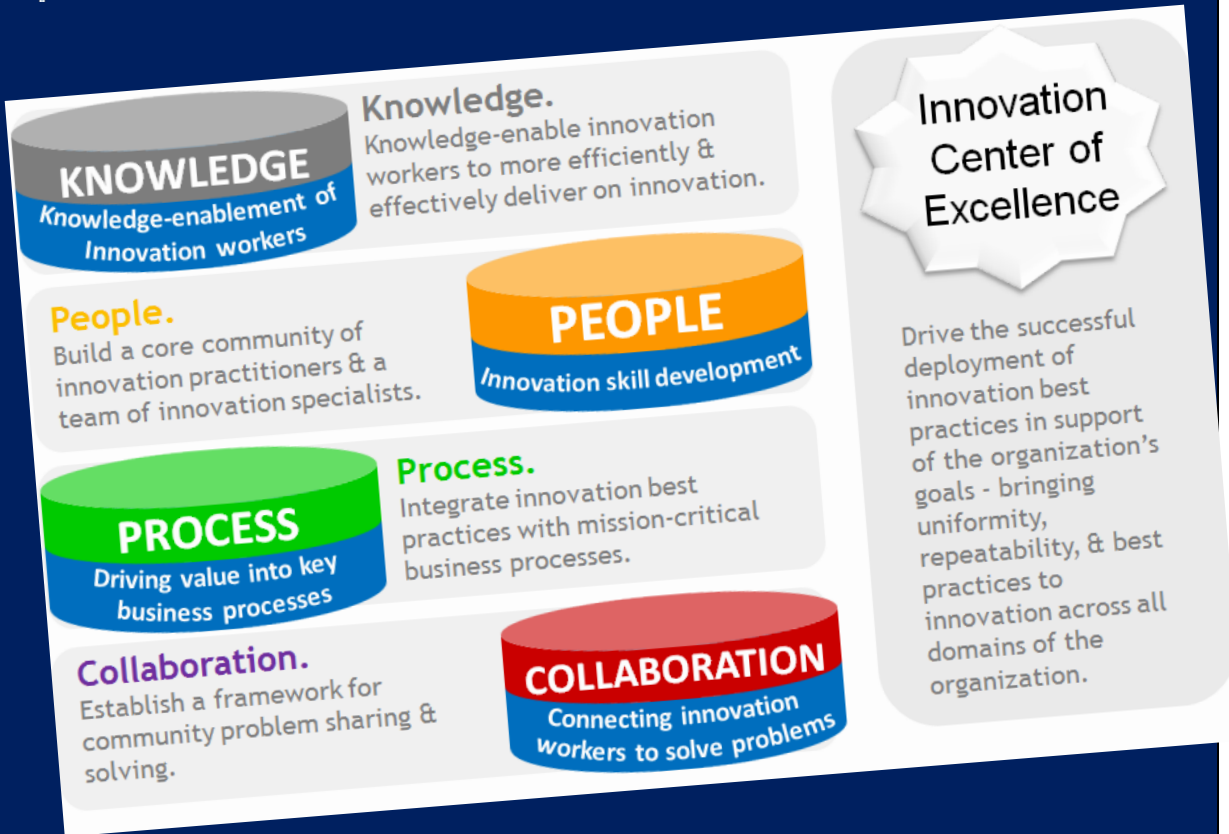 KNOWLEDGE
Knowledge-enablement of
Innovation workers
Knowledge.
Knowledge-enable innovation
workers to more efficiently &
effectively deliver on innovation.
People.
Build a core community of
innovation practitioners & a
team of innovation specialists.
PEOPLE
Innovation skill development
PROCESS
Driving value into key
business processes
Process.
Integrate innovation best
practices with mission-critical
business processes.
Collaboration.
Establish a framework for
community problem sharing &
solving.
COLLABORATION
Connecting innovation
workers to solve problems
Innovation
Center of
Excellence
Drive the successful
deployment of
innovation best
practices in support
of the organization's
goals - bringing
uniformity,
repeatability, & best
practices to
innovation across all
domains of the
organization.